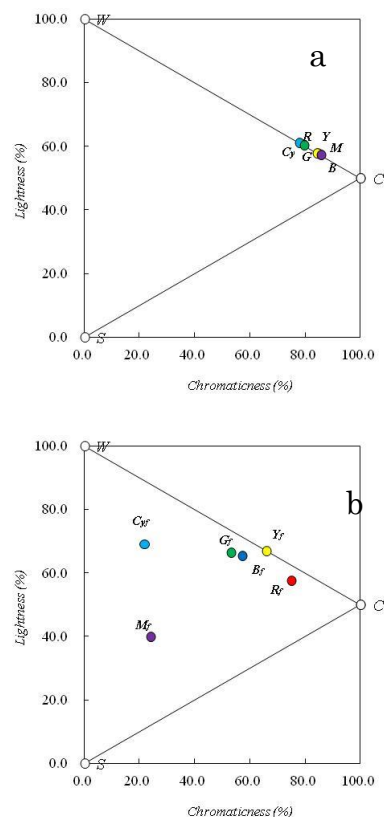 100.0 W a
80.0
R Y
60.0 Cy G M
B
C
40.0
20.0
0.0 S
0.0 20.0 40.0 60.0 80.0 100.0
Lightness (%)
Chromaticness (%)
100.0 W
b
80.0
Cyf Gf Yf
Bf
60.0 Rf
C
40.0 Mf
20.0
0.0 S
0.0 20.0 40.0 60.0 80.0 100.0
Lightness (%)
Chromaticness (%)